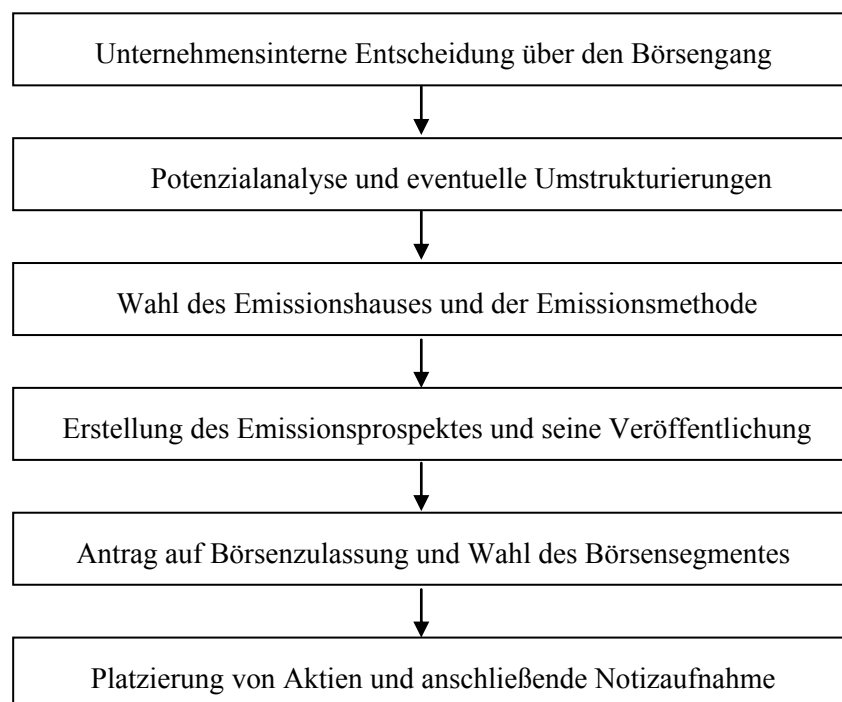 Unternehmensinterne Entscheidung über den Börsengang
Potenzialanalyse und eventuelle Umstrukturierungen
Wahl des Emissionshauses und der Emissionsmethode
Erstellung des Emissionsprospektes und seine Veröffentlichung
Antrag auf Börsenzulassung und Wahl des Börsensegmentes
Platzierung von Aktien und anschließende Notizaufnahme